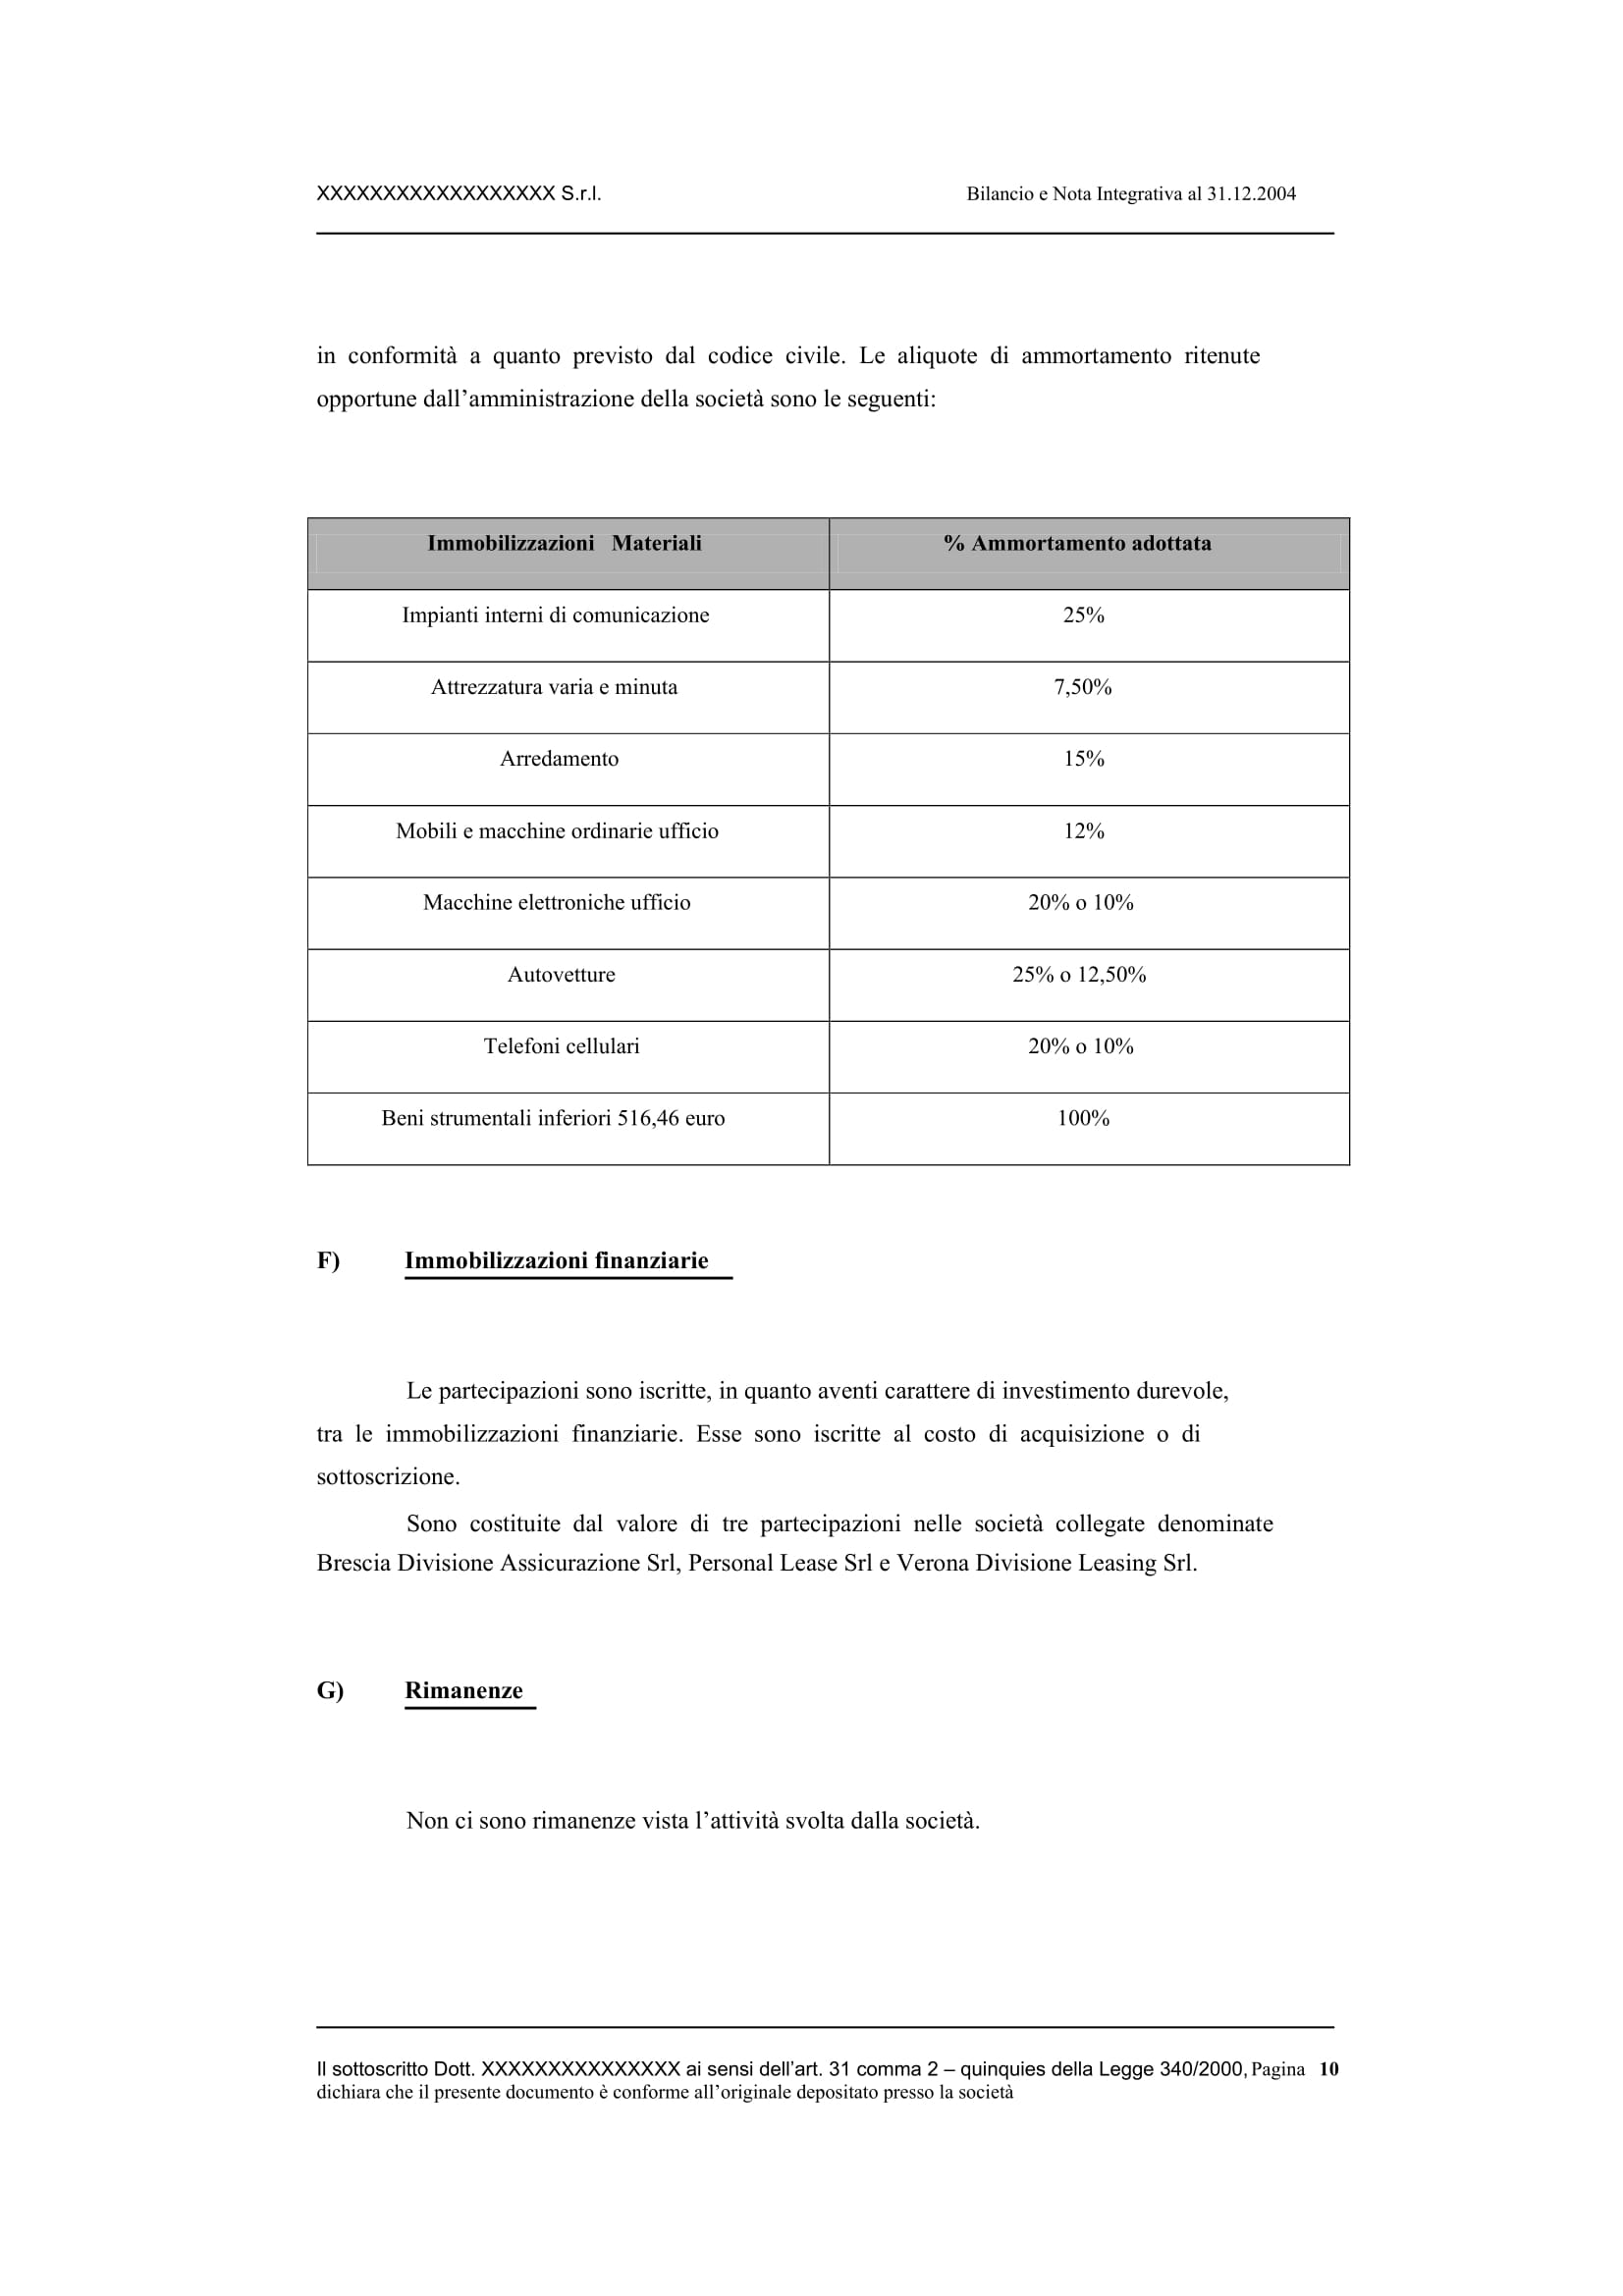 XXXXXXXXXXXXXXXXXX S.r.l. Bilancio e Nota Integrativa al 31.12.2004
in conformità a quanto previsto dal codice civile. Le aliquote di ammortamento ritenute
opportune dall’amministrazione della società sono le seguenti:
Immobilizzazioni Materiali % Ammortamento adottata
Impianti interni di comunicazione 25%
Attrezzatura varia e minuta 7,50%
Arredamento 15%
Mobili e macchine ordinarie ufficio 12%
Macchine elettroniche ufficio 20% o 10%
Autovetture 25% o 12,50%
Telefoni cellulari 20% o 10%
Beni strumentali inferiori 516,46 euro 100%
F) Immobilizzazioni finanziarie
Le partecipazioni sono iscritte, in quanto aventi carattere di investimento durevole,
tra le immobilizzazioni finanziarie. Esse sono iscritte al costo di acquisizione o di
sottoscrizione.
Sono costituite dal valore di tre partecipazioni nelle società collegate denominate
Brescia Divisione Assicurazione Srl, Personal Lease Srl e Verona Divisione Leasing Srl.
G) Rimanenze
Non ci sono rimanenze vista l’attività svolta dalla società.
Il sottoscritto Dott. XXXXXXXXXXXXXXX ai sensi dell’art. 31 comma 2 – quinquies della Legge 340/2000, Pagina 10
dichiara che il presente documento è conforme all’originale depositato presso la società